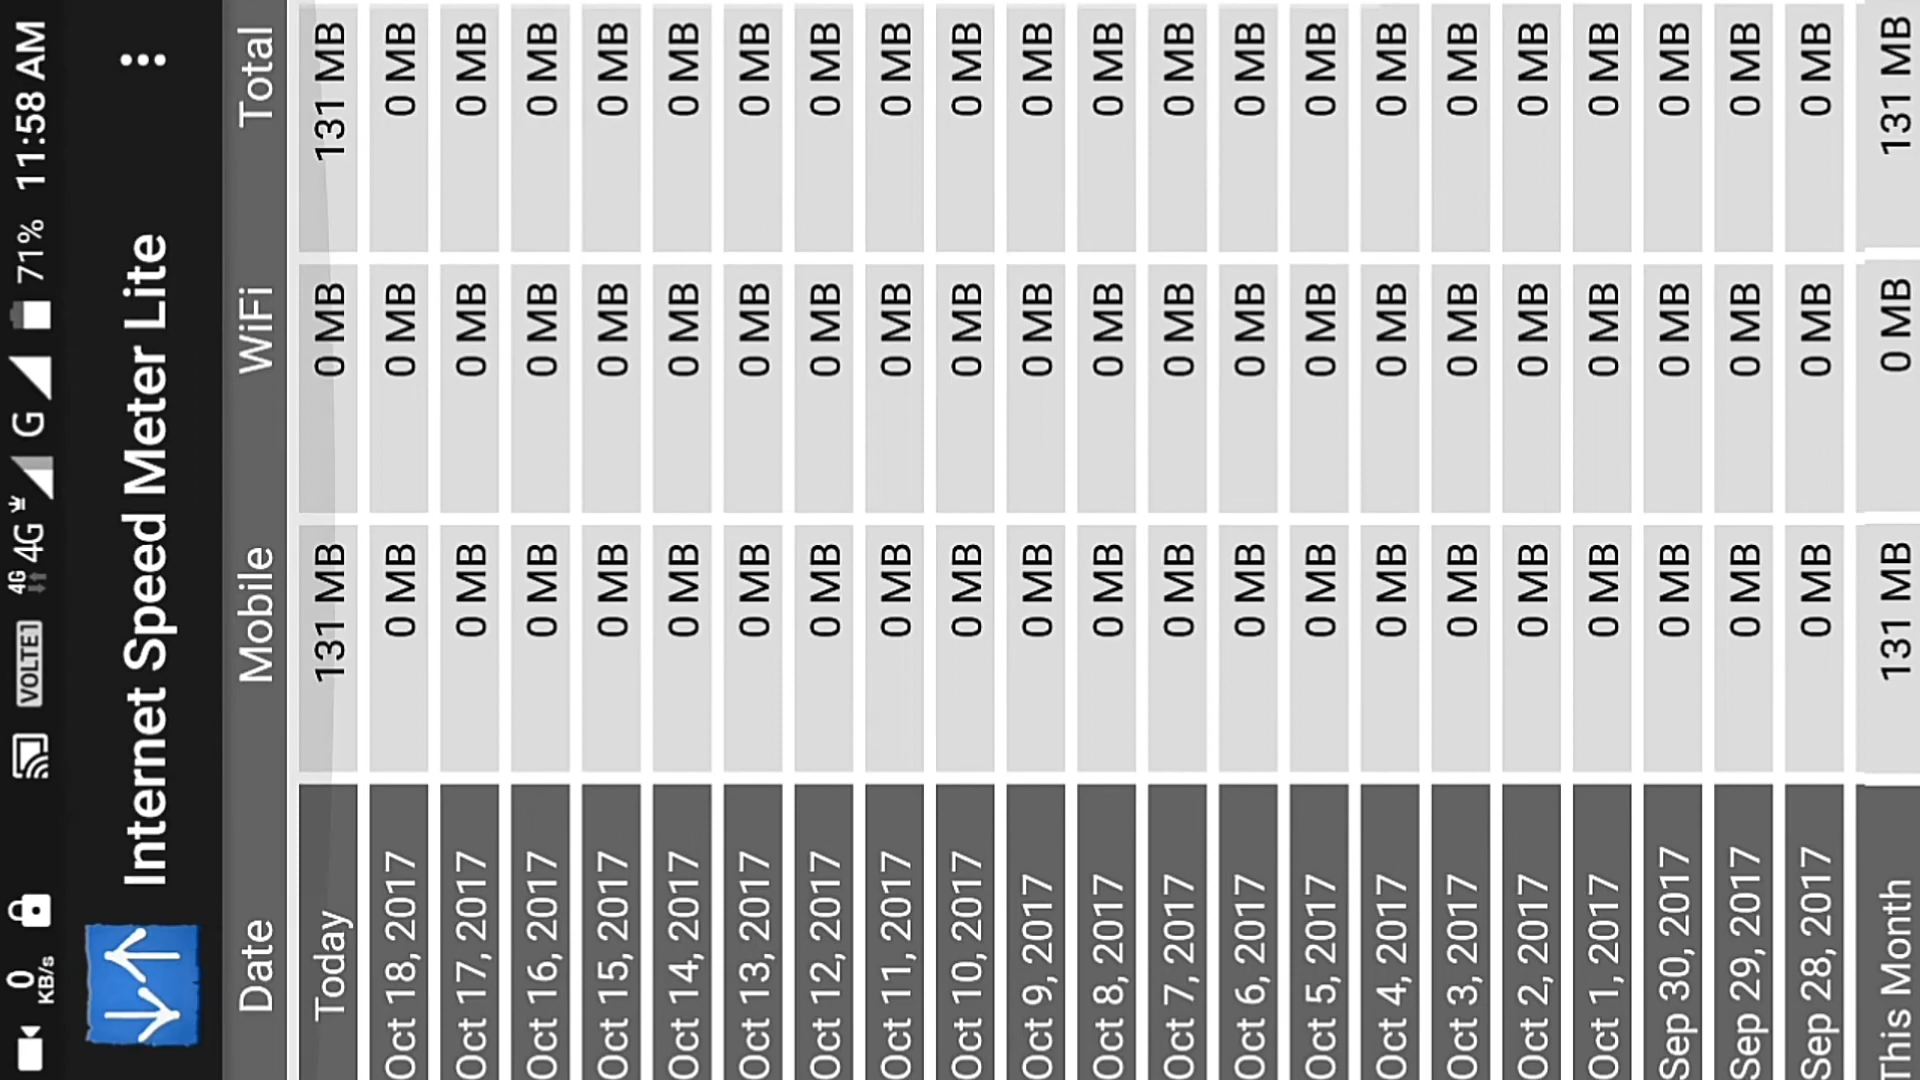 0 KB/s VOLTE1 4G 4G G 71% 11:58 AM
Internet Speed Meter Lite
Date Mobile WiFi Total
Today 131 MB 0 MB 131 MB
Oct 18, 2017 0 MB 0 MB 0 MB
Oct 17, 2017 0 MB 0 MB 0 MB
Oct 16, 2017 0 MB 0 MB 0 MB
Oct 15, 2017 0 MB 0 MB 0 MB
Oct 14, 2017 0 MB 0 MB 0 MB
Oct 13, 2017 0 MB 0 MB 0 MB
Oct 12, 2017 0 MB 0 MB 0 MB
Oct 11, 2017 0 MB 0 MB 0 MB
Oct 10, 2017 0 MB 0 MB 0 MB
Oct 9, 2017 0 MB 0 MB 0 MB
Oct 8, 2017 0 MB 0 MB 0 MB
Oct 7, 2017 0 MB 0 MB 0 MB
Oct 6, 2017 0 MB 0 MB 0 MB
Oct 5, 2017 0 MB 0 MB 0 MB
Oct 4, 2017 0 MB 0 MB 0 MB
Oct 3, 2017 0 MB 0 MB 0 MB
Oct 2, 2017 0 MB 0 MB 0 MB
Oct 1, 2017 0 MB 0 MB 0 MB
Sep 30, 2017 0 MB 0 MB 0 MB
Sep 29, 2017 0 MB 0 MB 0 MB
Sep 28, 2017 0 MB 0 MB 0 MB
This Month 131 MB 0 MB 131 MB